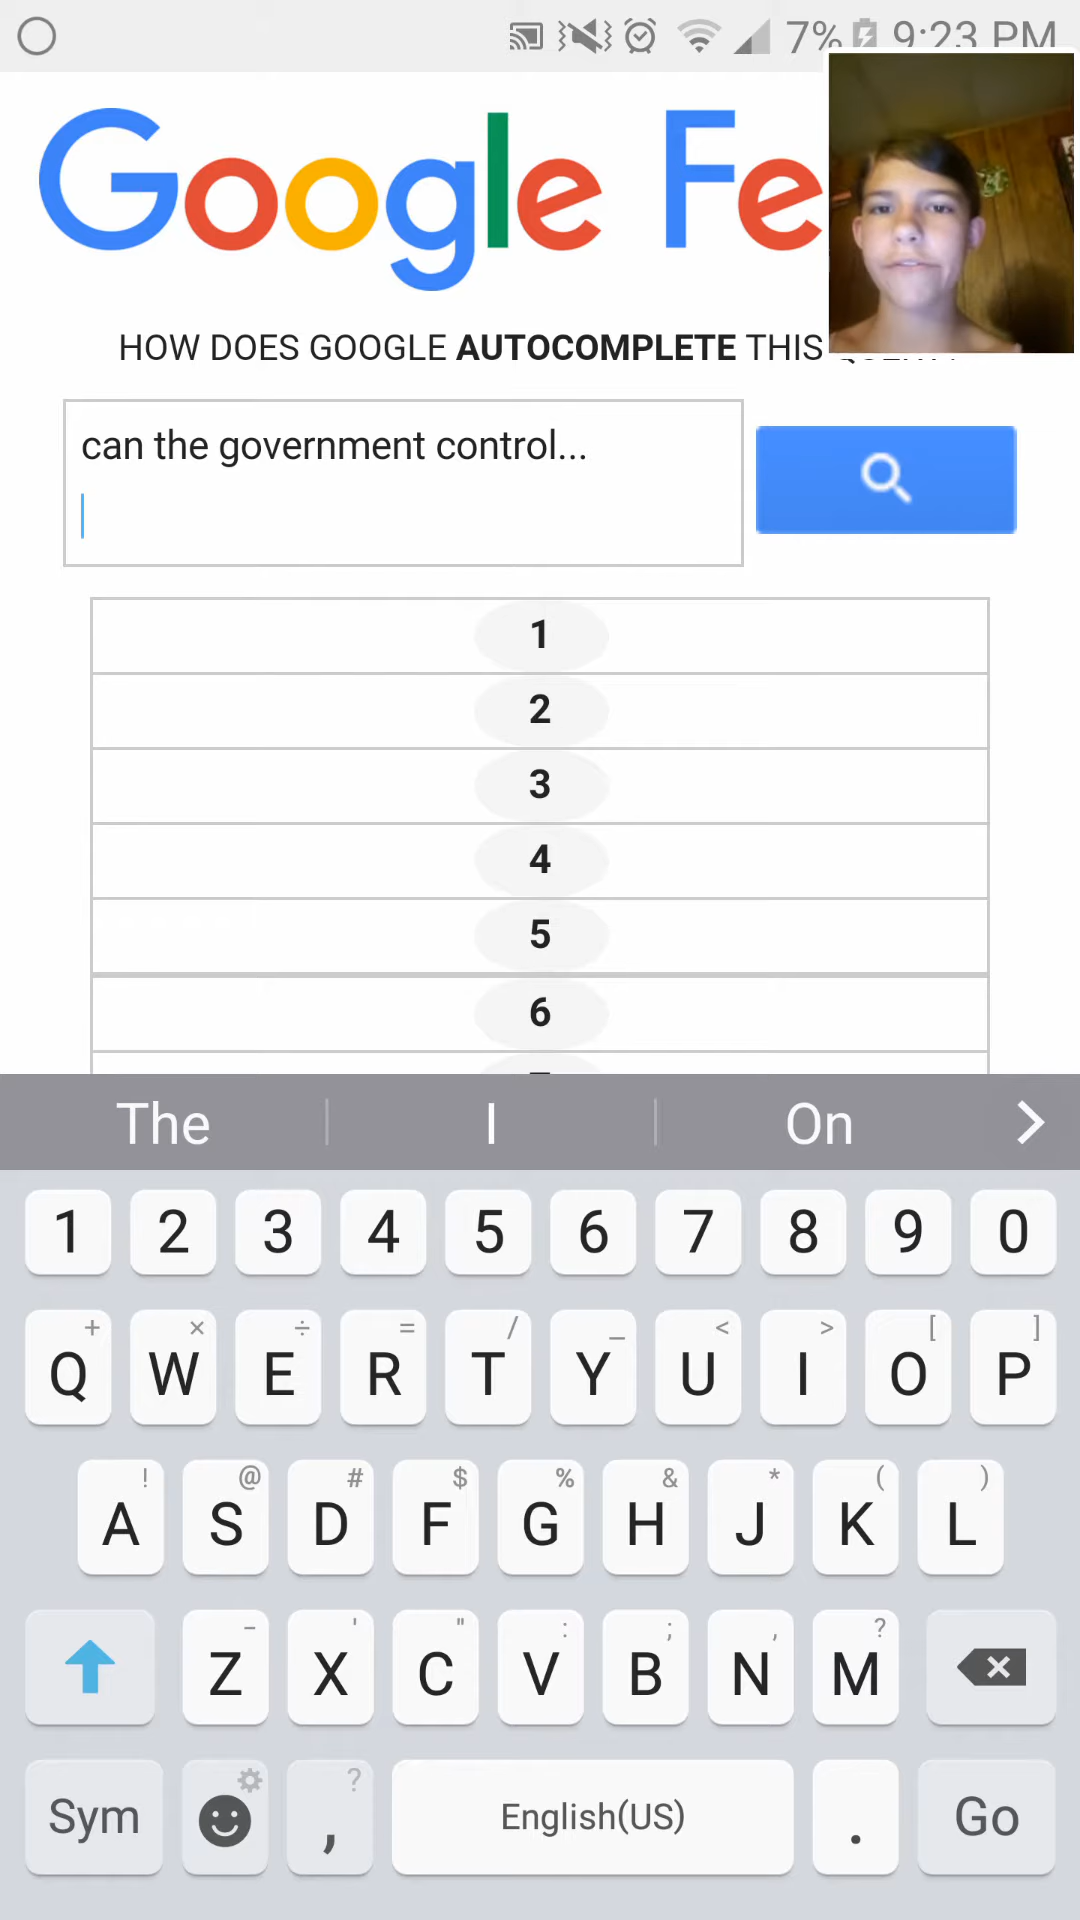 7% 9:23 PM
Google Fe
HOW DOES GOOGLE AUTOCOMPLETE THIS
can the government control...
1
2
3
4
5
6
The I On
1 2 3 4 5 6 7 8 9 0
+ × ÷ = / _ < > [ ]
Q W E R T Y U I O P
! @ # $ % & * ( )
A S D F G H J K L
- ' " : ; , ?
Z X C V B N M
?
Sym , English(US) . Go